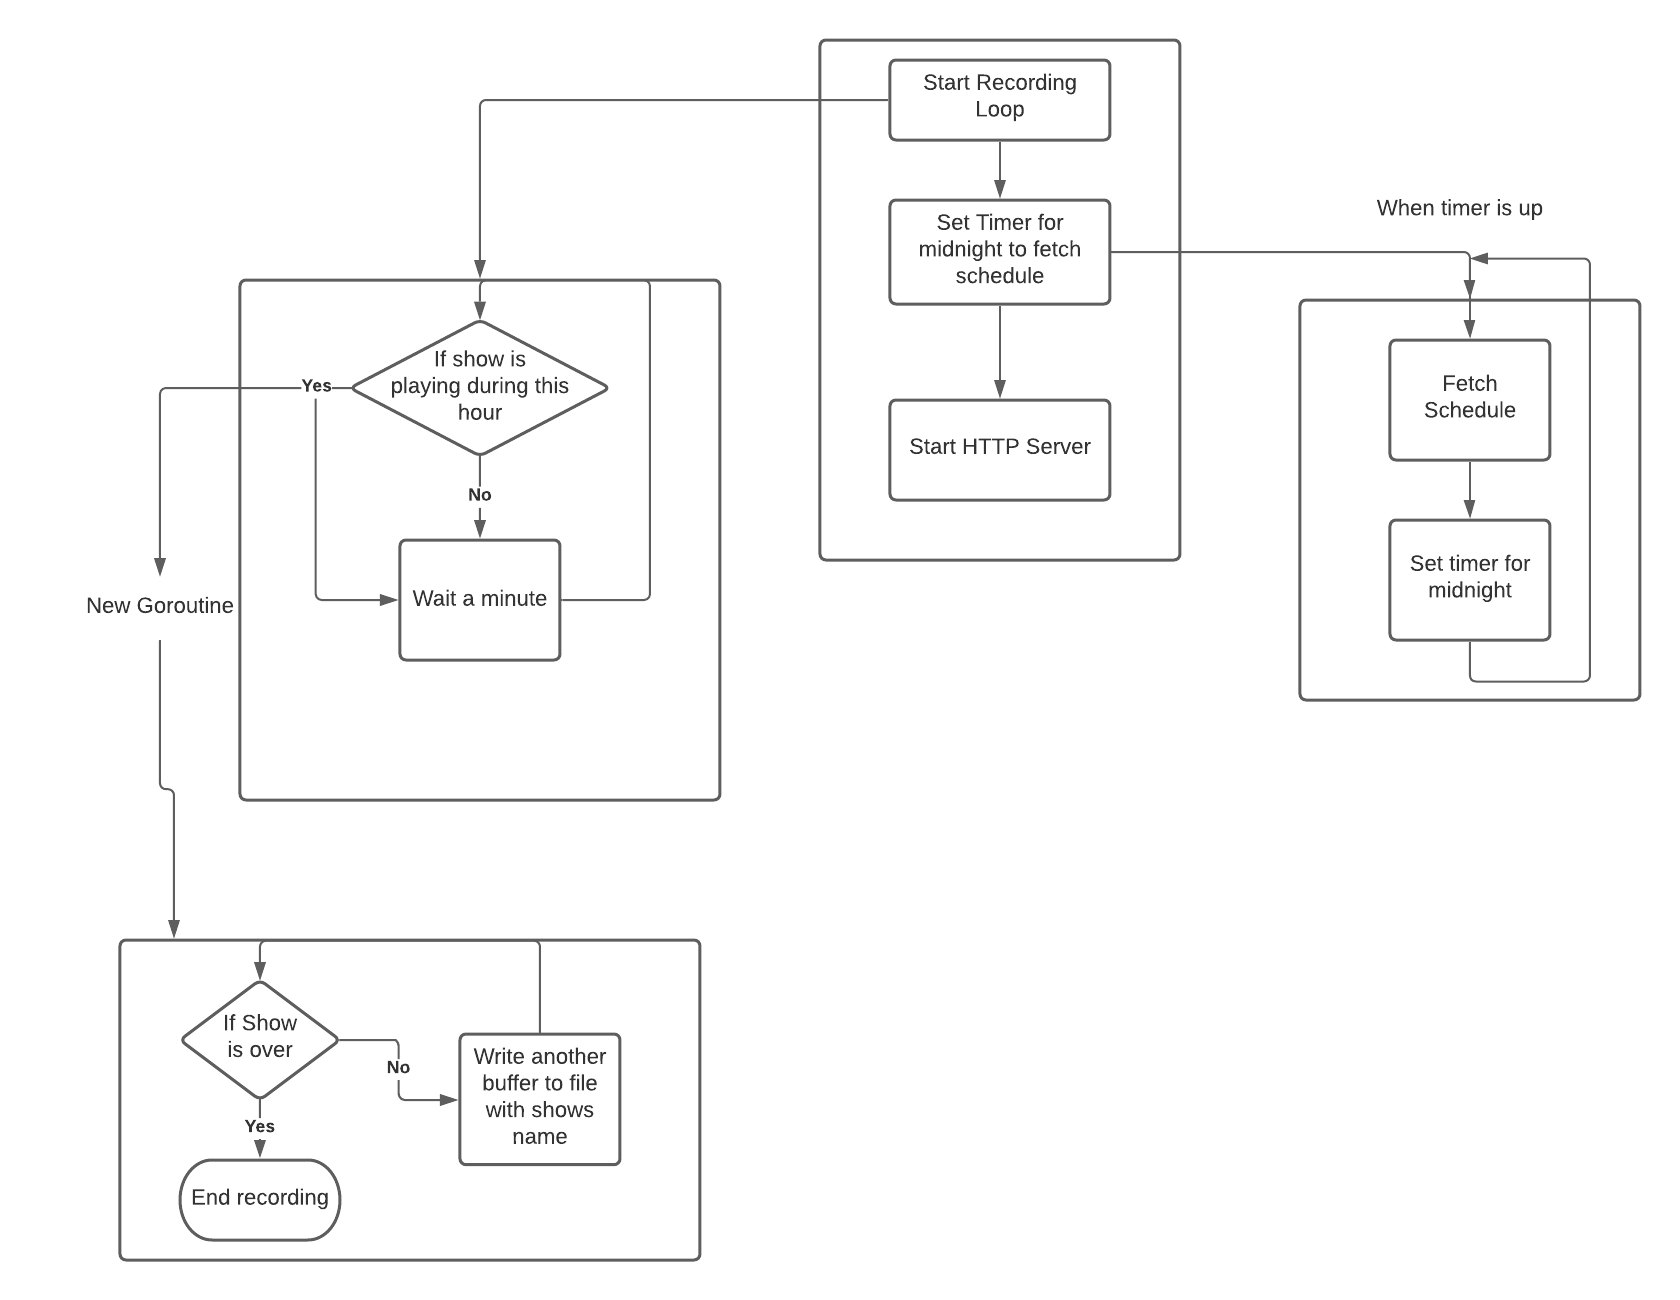 Start Recording
Loop
Set Timer for
midnight to fetch
schedule
Start HTTP Server
When timer is up
Fetch
Schedule
Set timer for
midnight
If show is
playing during this
hour
Yes
No
Wait a minute
New Goroutine
If Show
is over
No
Yes
Write another
buffer to file
with shows
name
End recording